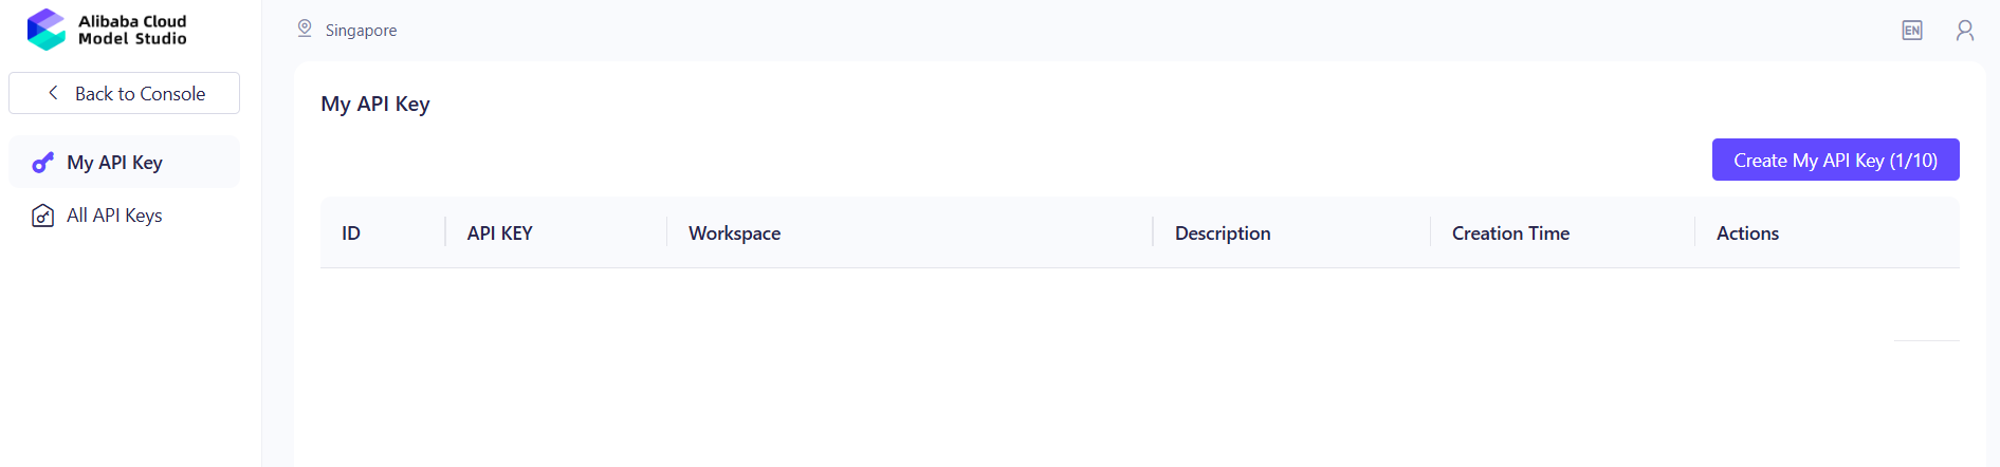 Alibaba Cloud
Model Studio
Singapore
EN
Back to Console
My API Key
All API Keys
My API Key
Create My API Key (1/10)
ID API KEY Workspace Description Creation Time Actions